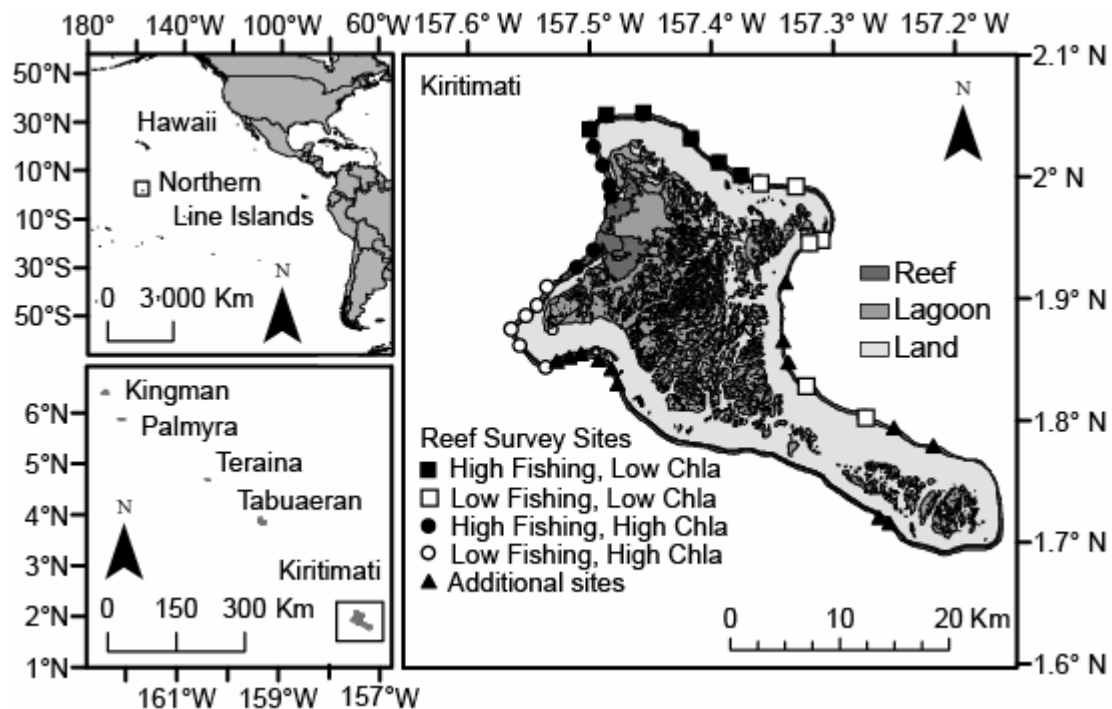 180° 140°W 100°W 60°W
50°N
30°N
10°N
10°S
30°S
50°S
Hawaii
Northern
Line Islands
N
0 3 000 Km
6°N
5°N
4°N
3°N
2°N
1°N
Kingman
Palmyra
Teraina
Tabuaeran
N
Kiritimati
0 150 300 Km
161°W 159°W 157°W
157.6° W 157.5° W 157.4° W 157.3° W 157.2° W
2.1° N
2° N
1.9° N
1.8° N
1.7° N
1.6° N
Kiritimati
N
Reef
Lagoon
Land
Reef Survey Sites
High Fishing, Low Chla
Low Fishing, Low Chla
High Fishing, High Chla
Low Fishing, High Chla
Additional sites
0 10 20 Km